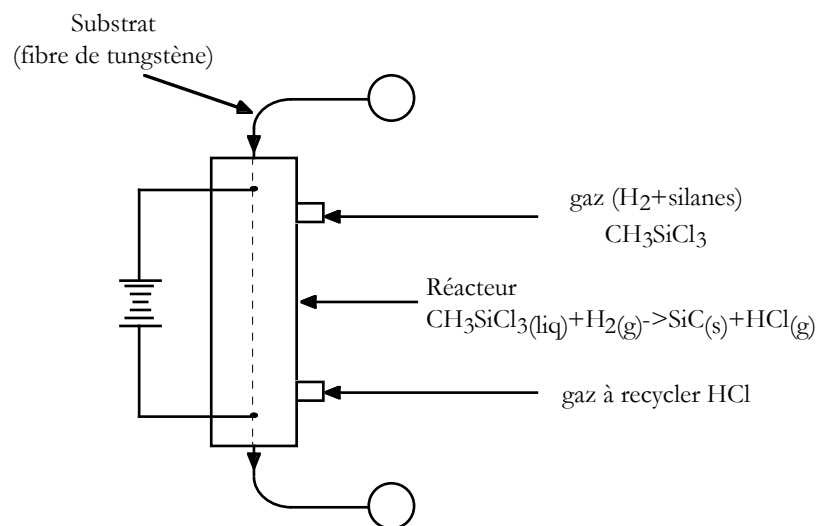 Substrat
(fibre de tungstène)
gaz (H2+silanes)
CH3SiCl3
Réacteur
CH3SiCl3(liq)+H2(g)->SiC(s)+HCl(g)
gaz à recycler HCl